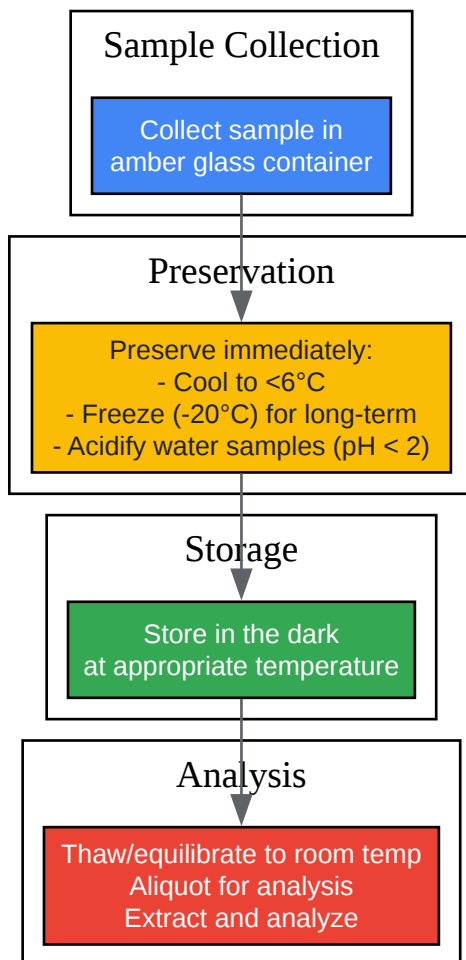 Sample Collection
Collect sample in
amber glass container
Preservation
Preserve immediately:
- Cool to <6°C
- Freeze (-20°C) for long-term
- Acidify water samples (pH < 2)
Storage
Store in the dark
at appropriate temperature
Analysis
Thaw/equilibrate to room temp
Aliquot for analysis
Extract and analyze